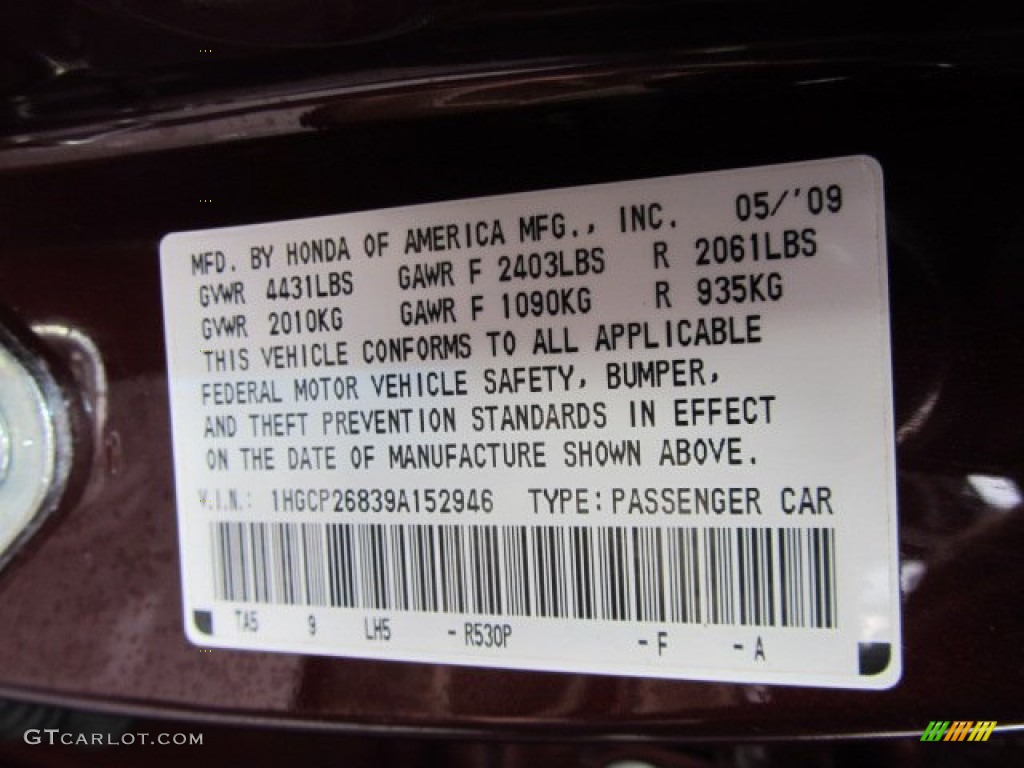 MFD. BY HONDA OF AMERICA MFG., INC. 05/'09
GVWR 4431LBS GAWR F 2403LBS R 2061LBS
GVWR 2010KG GAWR F 1090KG R 935KG
THIS VEHICLE CONFORMS TO ALL APPLICABLE
FEDERAL MOTOR VEHICLE SAFETY, BUMPER,
AND THEFT PREVENTION STANDARDS IN EFFECT
ON THE DATE OF MANUFACTURE SHOWN ABOVE.
V.I.N.: 1HGCP26839A152946 TYPE: PASSENGER CAR
TA5 9 LH5 - R530P - F - A
GTCARLOT.COM